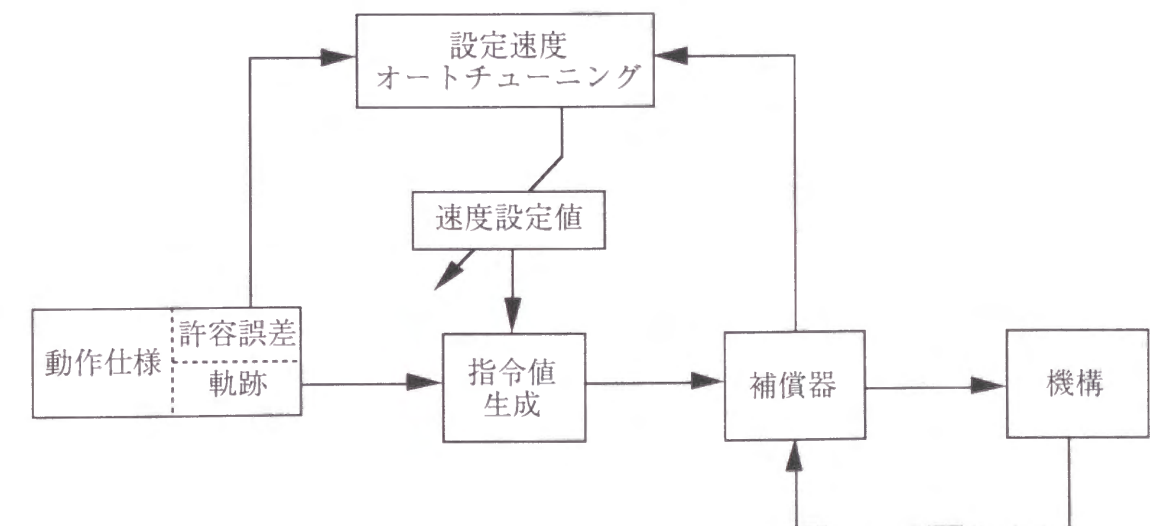 設定速度
オートチューニング
速度設定値
動作仕様
許容誤差
軌跡
指令値
生成
補償器
機構